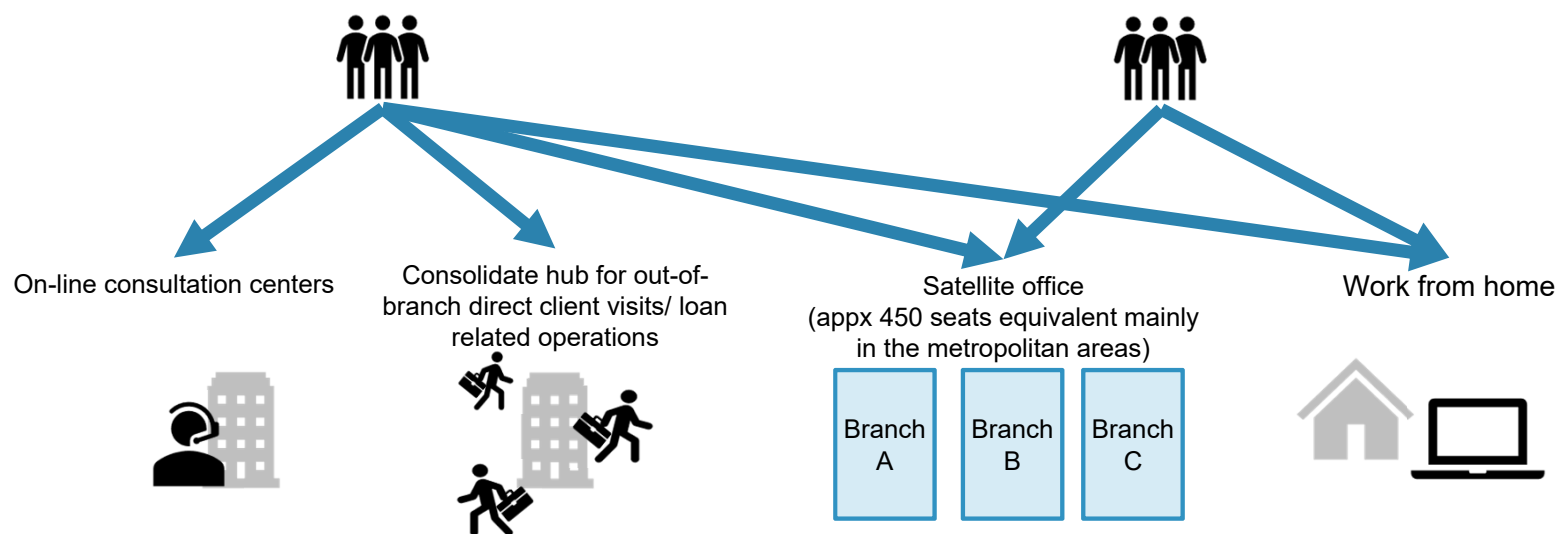 On-line consultation centers
Consolidate hub for out-of-
branch direct client visits/ loan
related operations
Satellite office
(appx 450 seats equivalent mainly
in the metropolitan areas)
Work from home
Branch
A
Branch
B
Branch
C